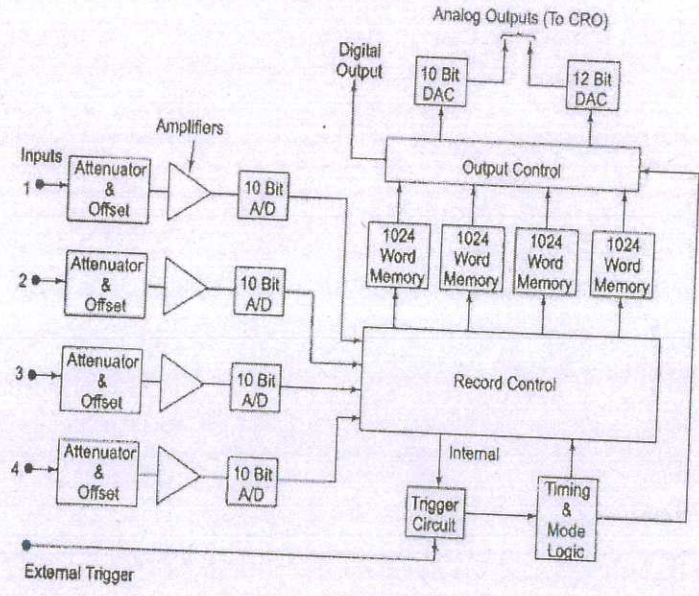 Analog Outputs (To CRO)
Digital
Output
10 Bit
DAC
12 Bit
DAC
Amplifiers
Output Control
Inputs
1
Attenuator
&
Offset
10 Bit
A/D
1024
Word
Memory
1024
Word
Memory
1024
Word
Memory
1024
Word
Memory
2
Attenuator
&
Offset
10 Bit
A/D
3
Attenuator
&
Offset
10 Bit
A/D
Record Control
4
Attenuator
&
Offset
10 Bit
A/D
Internal
Trigger
Circuit
Timing
&
Mode
Logic
External Trigger